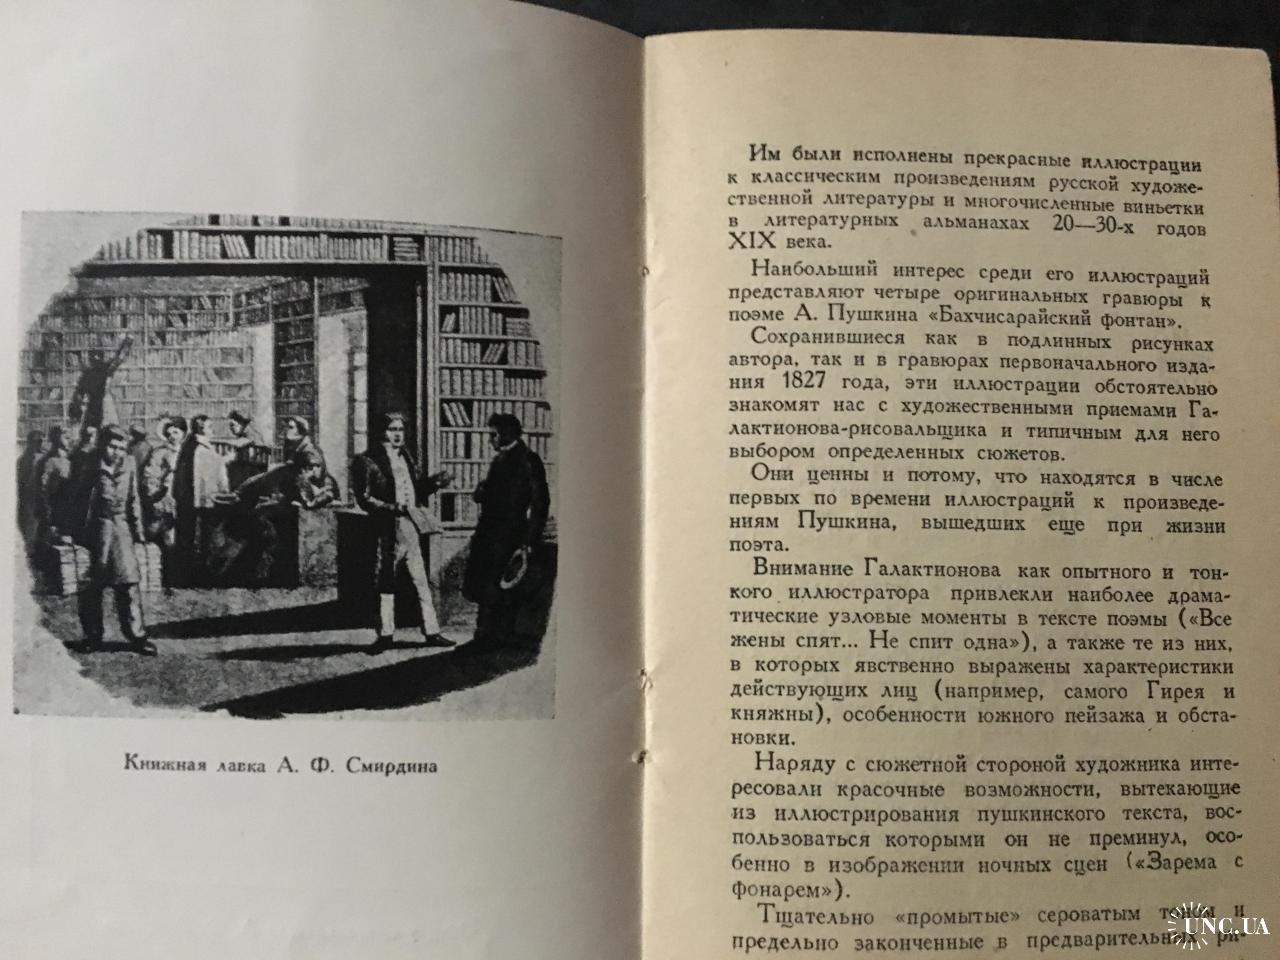 Книжная лавка А. Ф. Смирдина
Им были исполнены прекрасные иллюстрации
к классическим произведениям русской художе-
ственной литературы и многочисленные виньетки
в литературных альманахах 20—30-х годов
XIX века.
Наибольший интерес среди его иллюстраций
представляют четыре оригинальных гравюры к
поэме А. Пушкина «Бахчисарайский фонтан».
Сохранившиеся как в подлинных рисунках
автора, так и в гравюрах первоначального изда-
ния 1827 года, эти иллюстрации обстоятельно
знакомят нас с художественными приемами Га-
лактионова-рисовальщика и типичным для него
выбором определенных сюжетов.
Они ценны и потому, что находятся в числе
первых по времени иллюстраций к произведе-
ниям Пушкина, вышедших еще при жизни
поэта.
Внимание Галактионова как опытного и тон-
кого иллюстратора привлекли наиболее драма-
тические узловые моменты в тексте поэмы («Все
жены спят... Не спит одна»), а также те из них,
в которых явственно выражены характеристики
действующих лиц (например, самого Гирея и
княжны), особенности южного пейзажа и обста-
новки.
Наряду с сюжетной стороной художника инте-
ресовали красочные возможности, вытекающие
из иллюстрирования пушкинского текста, вос-
пользоваться которыми он не преминул, осо-
бенно в изображении ночных сцен («Зарема с
фонарем»).
Тщательно «промытые» сероватым тоном и
предельно законченные в предварительных ри-
UNC.UA